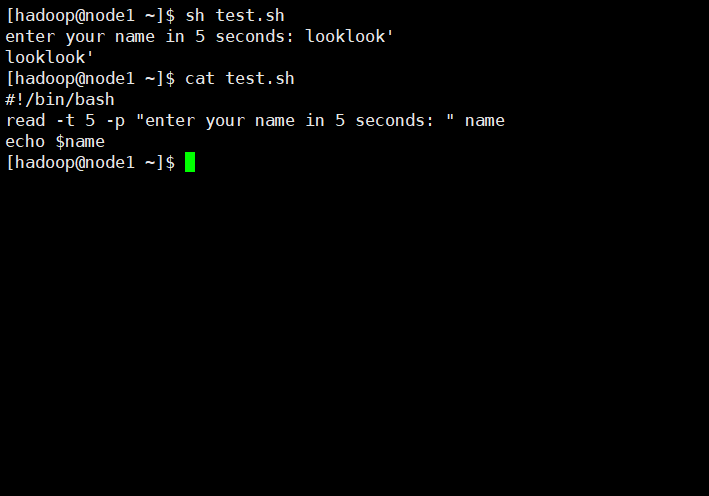 [hadoop@node1 ~]$ sh test.sh
enter your name in 5 seconds: looklook'
looklook'
[hadoop@node1 ~]$ cat test.sh
#!/bin/bash
read -t 5 -p "enter your name in 5 seconds: " name
echo $name
[hadoop@node1 ~]$